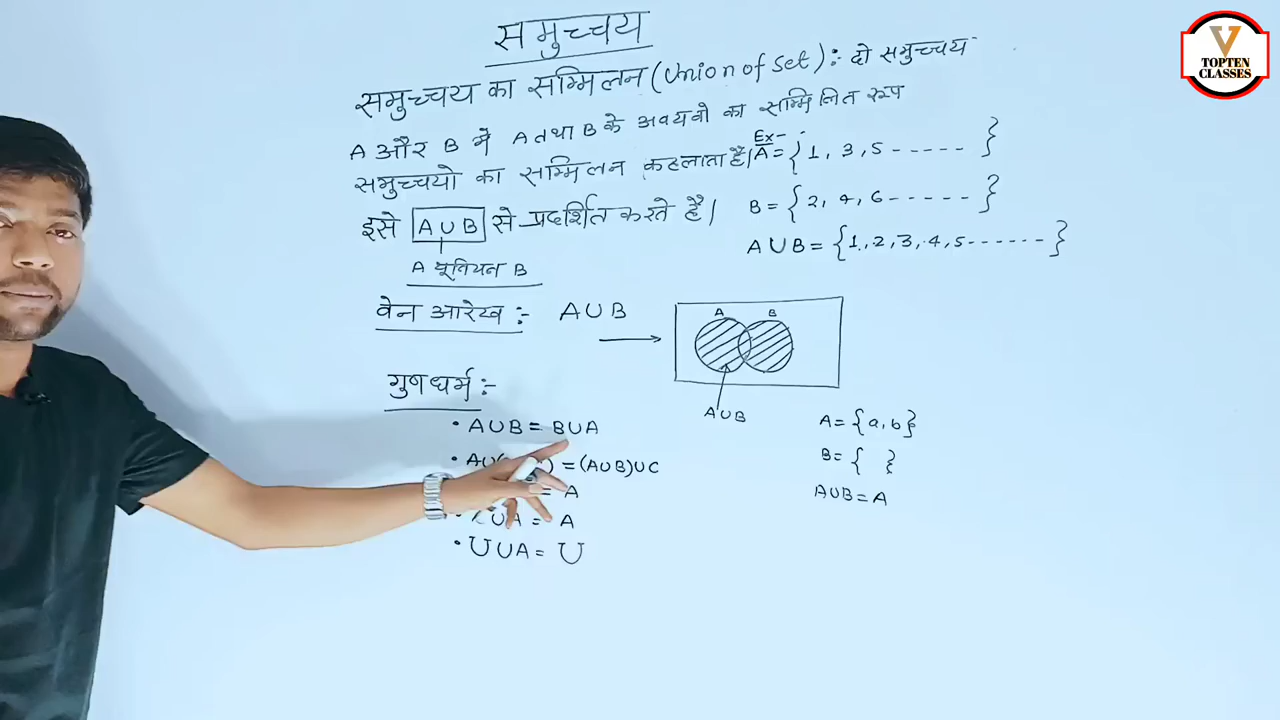 समुच्चय
V
TOPTEN
CLASSES
समुच्चय का सम्मिलन (Union of Set) : दो समुच्चय
A और B में A तथा B के अवयवो का सम्मिलित रूप
समुच्चयो का सम्मिलन कहलाता है।
इसे A∪B से प्रदर्शित करते है।
A यूनियन B
Ex-
A = {1, 3, 5 ----- }
B = {2, 4, 6 ----- }
A∪B = {1, 2, 3, 4, 5 ------ }
वेन आरेख :- A∪B
A B
A∪B
गुणधर्म :-
• A∪B = B∪A
• A∪( ) = (A∪B)∪C
= A
• ∪A = A
• U∪A = U
A = {a, b}
B = { }
A∪B = A